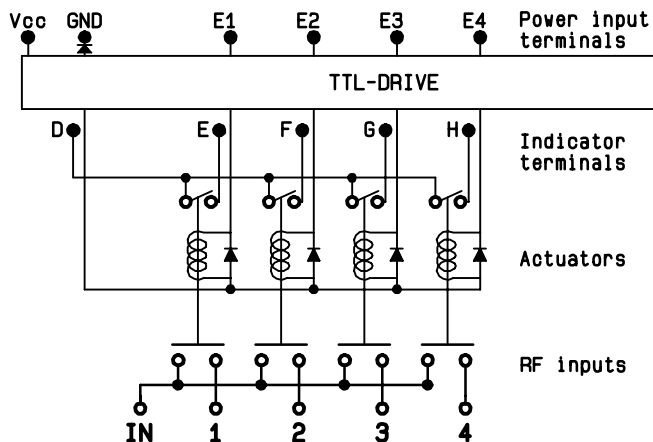 Vcc GND E1 E2 E3 E4 Power input
terminals
TTL-DRIVE
D E F G H Indicator
terminals
Actuators
RF inputs
IN 1 2 3 4